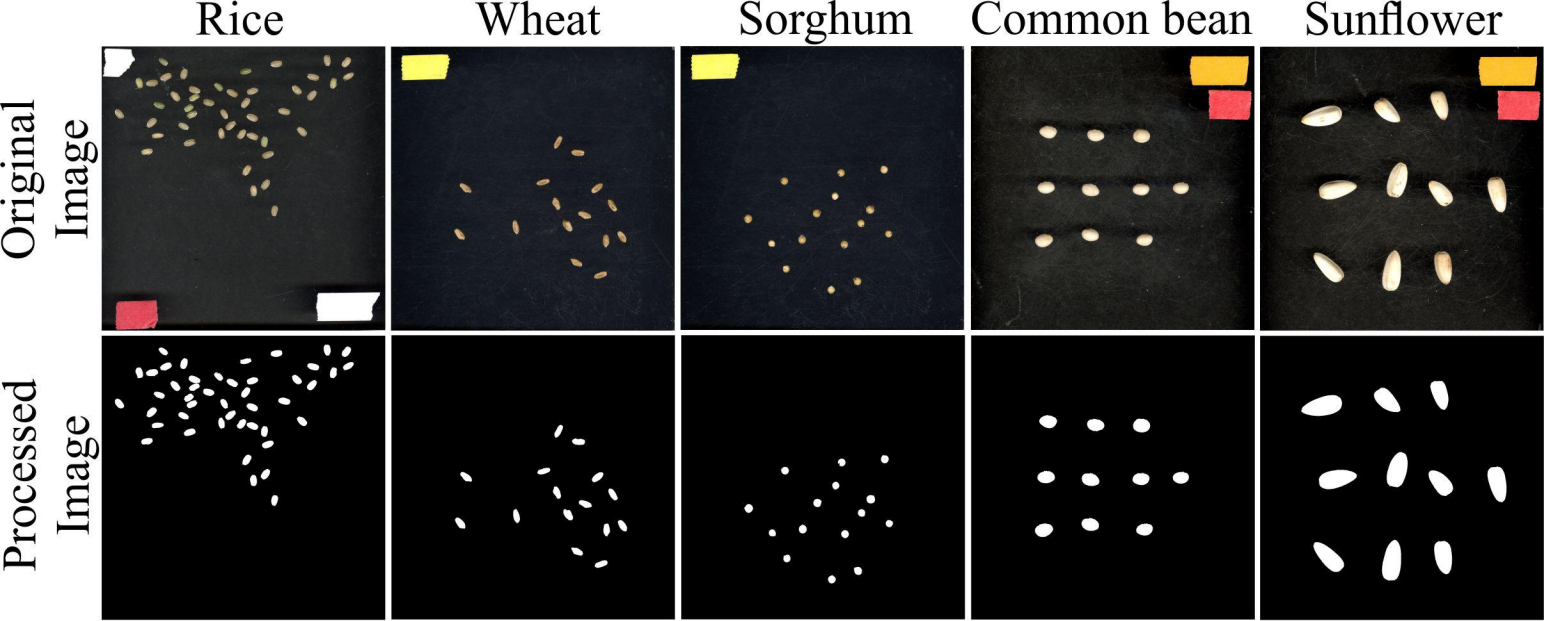 Rice Wheat Sorghum Common bean Sunflower
Original
Image
Processed
Image